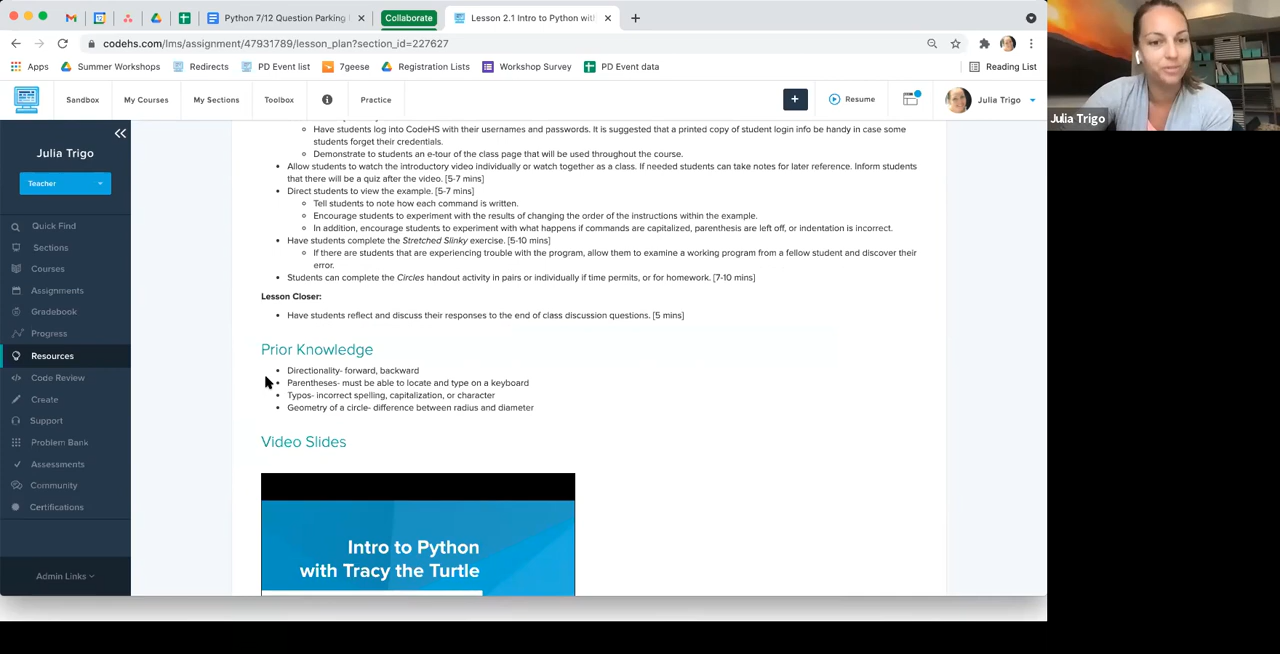 Python 7/12 Question Parking
Collaborate
Lesson 2.1 Intro to Python wit
codehs.com/lms/assignment/47931789/lesson_plan?section_id=227627
Apps
Summer Workshops
Redirects
PD Event list
7geese
Registration Lists
Workshop Survey
PD Event data
Reading List
Julia Trigo
Sandbox
My Courses
My Sections
Toolbox
Practice
+
Resume
Julia Trigo
Julia Trigo
Teacher
Quick Find
Sections
Courses
Assignments
Gradebook
Progress
Resources
Code Review
Create
Support
Problem Bank
Assessments
Community
Certifications
Admin Links
Have students log into CodeHS with their usernames and passwords. It is suggested that a printed copy of student login info be handy in case some
students forget their credentials.
Demonstrate to students an e-tour of the class page that will be used throughout the course.
Allow students to watch the introductory video individually or watch together as a class. If needed students can take notes for later reference. Inform students
that there will be a quiz after the video. [5-7 mins]
Direct students to view the example. [5-7 mins]
Tell students to note how each command is written.
Encourage students to experiment with the results of changing the order of the instructions within the example.
In addition, encourage students to experiment with what happens if commands are capitalized, parenthesis are left off, or indentation is incorrect.
Have students complete the Stretched Slinky exercise. [5-10 mins]
If there are students that are experiencing trouble with the program, allow them to examine a working program from a fellow student and discover their
error.
Students can complete the Circles handout activity in pairs or individually if time permits, or for homework. [7-10 mins]
Lesson Closer:
Have students reflect and discuss their responses to the end of class discussion questions. [5 mins]
Prior Knowledge
Directionality- forward, backward
Parentheses- must be able to locate and type on a keyboard
Typos- incorrect spelling, capitalization, or character
Geometry of a circle- difference between radius and diameter
Video Slides
Intro to Python
with Tracy the Turtle